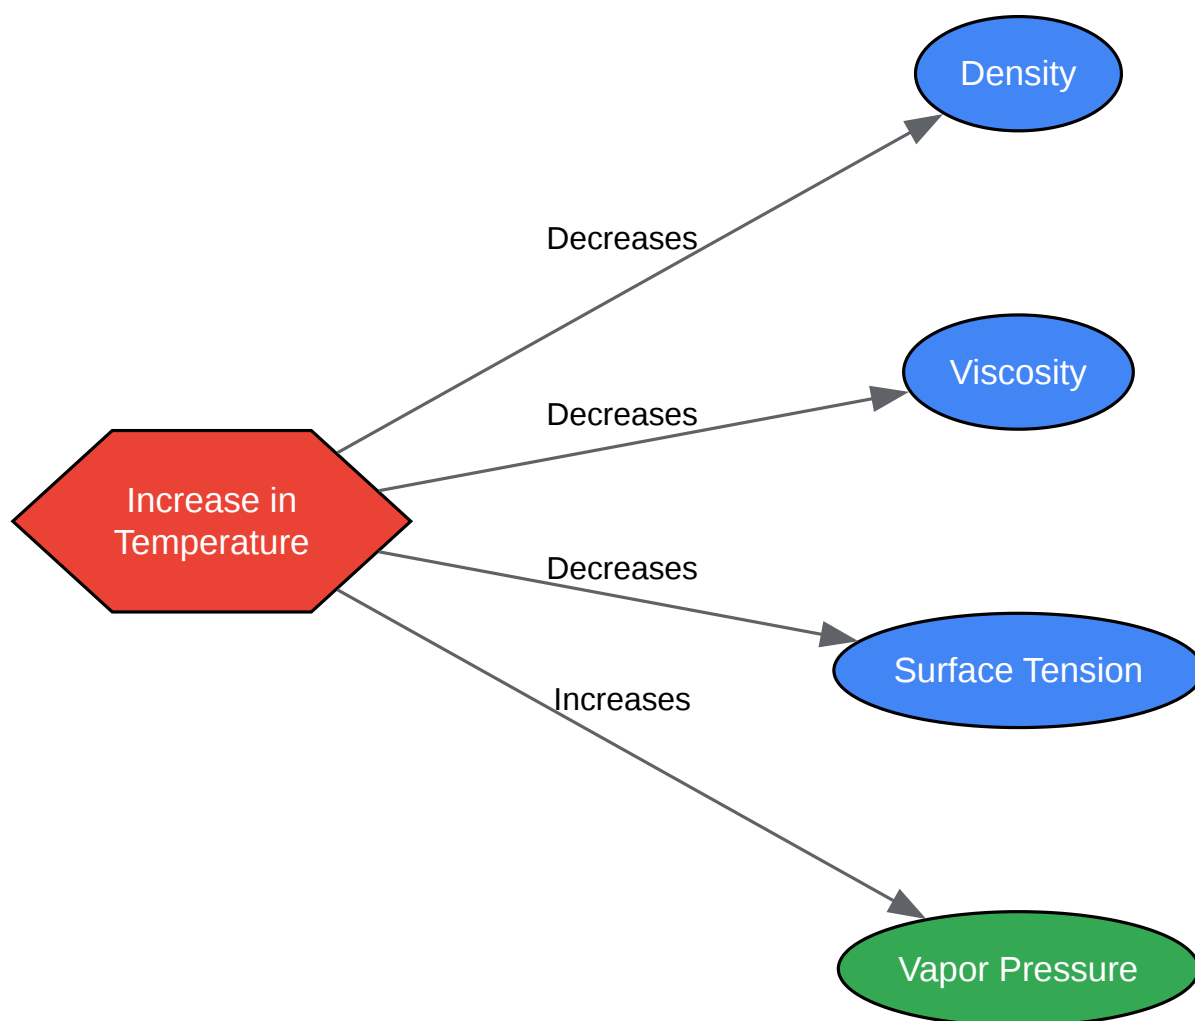 Density
Decreases
Viscosity
Decreases
Increase in
Temperature
Decreases
Surface Tension
Increases
Vapor Pressure